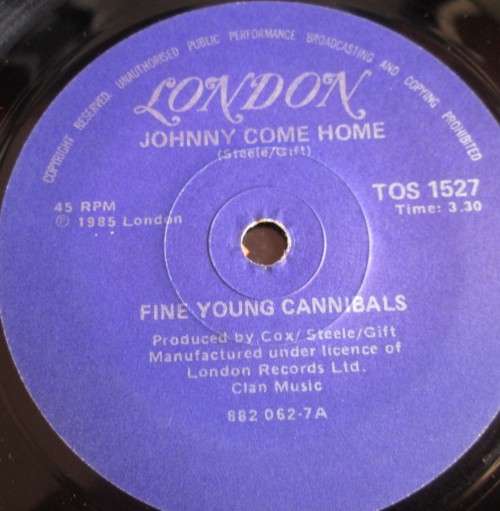 COPYRIGHT RESERVED. UNAUTHORISED PUBLIC PERFORMANCE BROADCASTING AND COPYING PROHIBITED
LONDON
JOHNNY COME HOME
(Steele/Gift)
45 RPM
℗ 1985 London
TOS 1527
Time: 3.30
FINE YOUNG CANNIBALS
Produced by Cox/ Steele/Gift
Manufactured under licence of
London Records Ltd.
Clan Music
882 062-7A